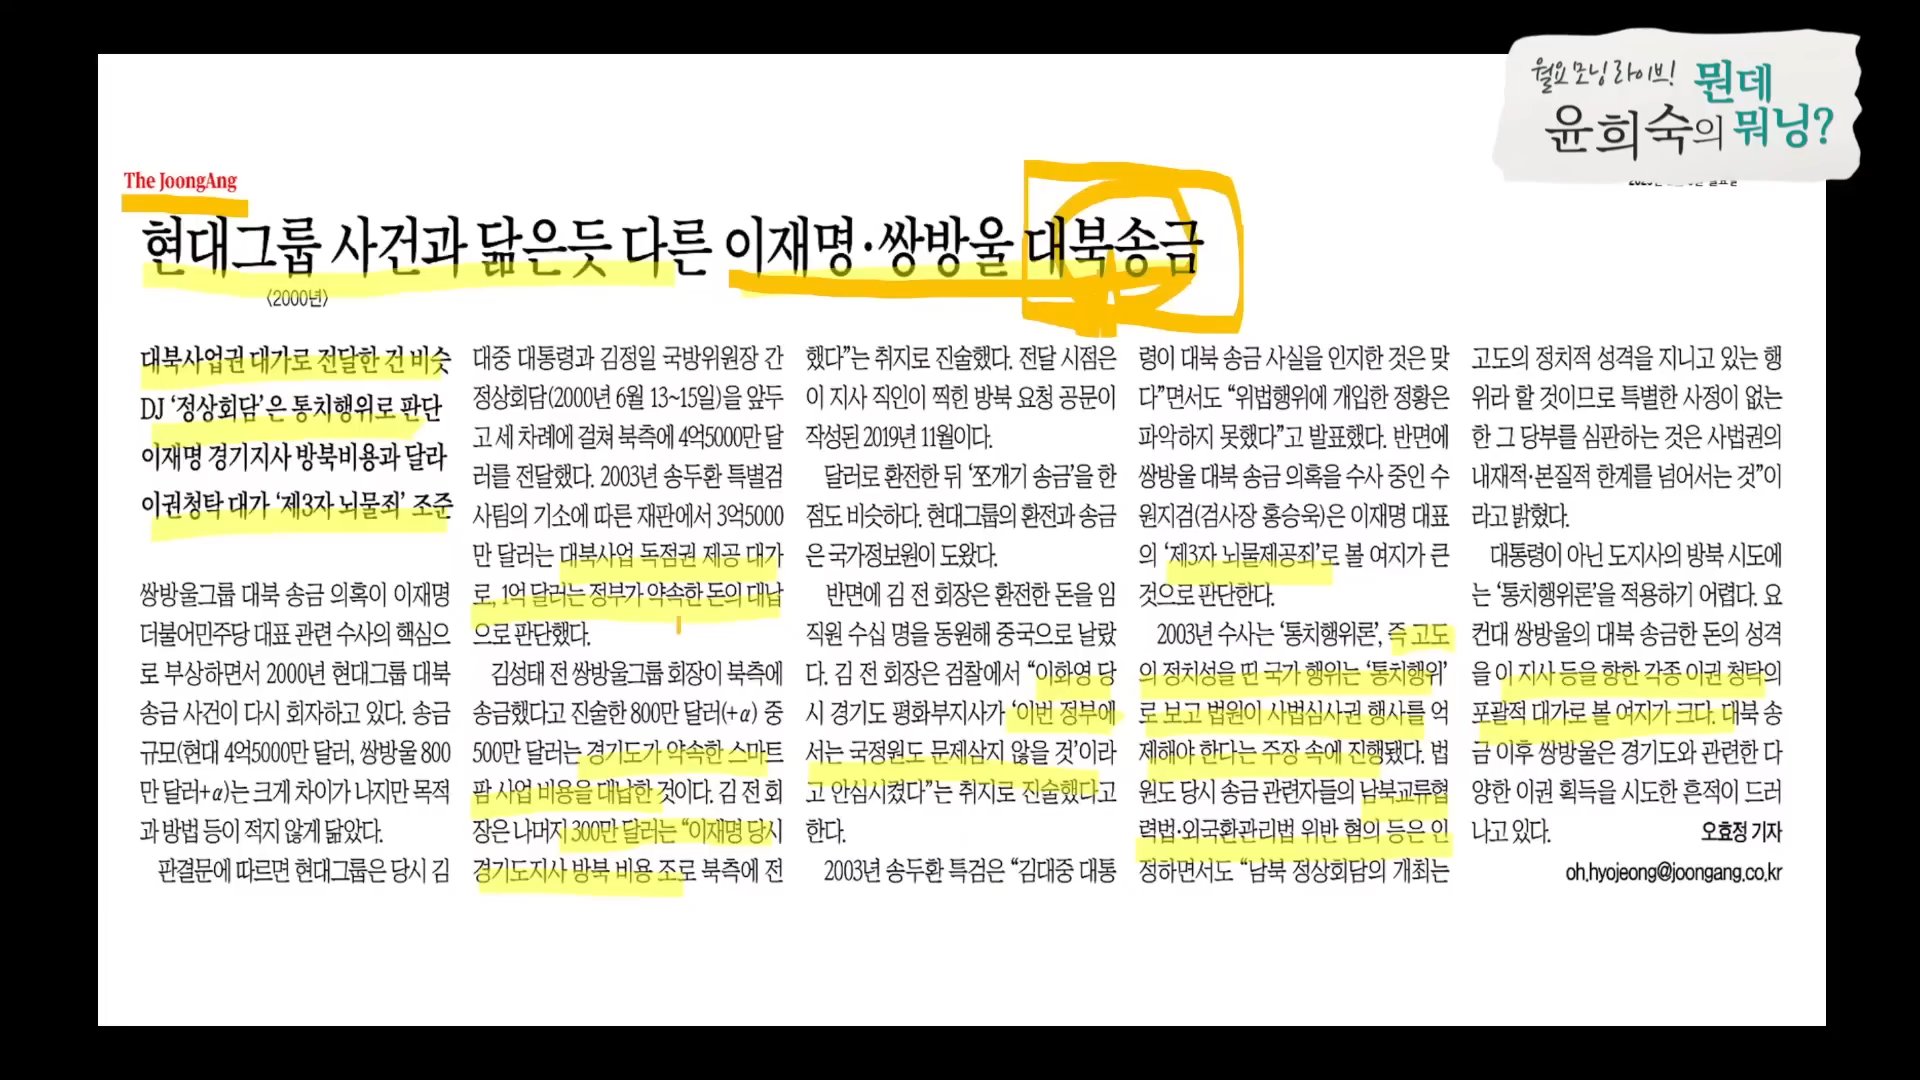 월요 모닝 라이브! 뭔데
윤희숙의 뭐닝?
The JoongAng
현대그룹 사건과 닮은듯 다른 이재명·쌍방울 대북송금
〈2000년〉
대북사업권 대가로 전달한 건 비슷
DJ ‘정상회담’은 통치행위로 판단
이재명 경기지사 방북비용과 달라
이권청탁 대가 ‘제3자 뇌물죄’ 조준
쌍방울그룹 대북 송금 의혹이 이재명
더불어민주당 대표 관련 수사의 핵심으
로 부상하면서 2000년 현대그룹 대북
송금 사건이 다시 회자하고 있다. 송금
규모(현대 4억5000만 달러, 쌍방울 800
만 달러+α)는 크게 차이가 나지만 목적
과 방법 등이 적지 않게 닮았다.
판결문에 따르면 현대그룹은 당시 김
대중 대통령과 김정일 국방위원장 간
정상회담(2000년 6월 13~15일)을 앞두
고 세 차례에 걸쳐 북측에 4억5000만 달
러를 전달했다. 2003년 송두환 특별검
사팀의 기소에 따른 재판에서 3억5000
만 달러는 대북사업 독점권 제공 대가
로, 1억 달러는 정부가 약속한 돈의 대납
으로 판단했다.
김성태 전 쌍방울그룹 회장이 북측에
송금했다고 진술한 800만 달러(+α) 중
500만 달러는 경기도가 약속한 스마트
팜 사업 비용을 대납한 것이다. 김 전 회
장은 나머지 300만 달러는 “이재명 당시
경기도지사 방북 비용 조로 북측에 전
했다”는 취지로 진술했다. 전달 시점은
이 지사 직인이 찍힌 방북 요청 공문이
작성된 2019년 11월이다.
달러로 환전한 뒤 ‘쪼개기 송금’을 한
점도 비슷하다. 현대그룹의 환전과 송금
은 국가정보원이 도왔다.
반면에 김 전 회장은 환전한 돈을 임
직원 수십 명을 동원해 중국으로 날랐
다. 김 전 회장은 검찰에서 “이화영 당
시 경기도 평화부지사가 ‘이번 정부에
서는 국정원도 문제삼지 않을 것’이라
고 안심시켰다”는 취지로 진술했다고
한다.
2003년 송두환 특검은 “김대중 대통
령이 대북 송금 사실을 인지한 것은 맞
다”면서도 “위법행위에 개입한 정황은
파악하지 못했다”고 발표했다. 반면에
쌍방울 대북 송금 의혹을 수사 중인 수
원지검(검사장 홍승욱)은 이재명 대표
의 ‘제3자 뇌물제공죄’로 볼 여지가 큰
것으로 판단한다.
2003년 수사는 ‘통치행위론’, 즉 고도
의 정치성을 띤 국가 행위는 ‘통치행위’
로 보고 법원이 사법심사권 행사를 억
제해야 한다는 주장 속에 진행됐다. 법
원도 당시 송금 관련자들의 남북교류협
력법·외국환관리법 위반 혐의 등은 인
정하면서도 “남북 정상회담의 개최는
고도의 정치적 성격을 지니고 있는 행
위라 할 것이므로 특별한 사정이 없는
한 그 당부를 심판하는 것은 사법권의
내재적·본질적 한계를 넘어서는 것”이
라고 밝혔다.
대통령이 아닌 도지사의 방북 시도에
는 ‘통치행위론’을 적용하기 어렵다. 요
컨대 쌍방울의 대북 송금한 돈의 성격
을 이 지사 등을 향한 각종 이권 청탁의
포괄적 대가로 볼 여지가 크다. 대북 송
금 이후 쌍방울은 경기도와 관련한 다
양한 이권 획득을 시도한 흔적이 드러
나고 있다.
오효정 기자
oh.hyojeong@joongang.co.kr